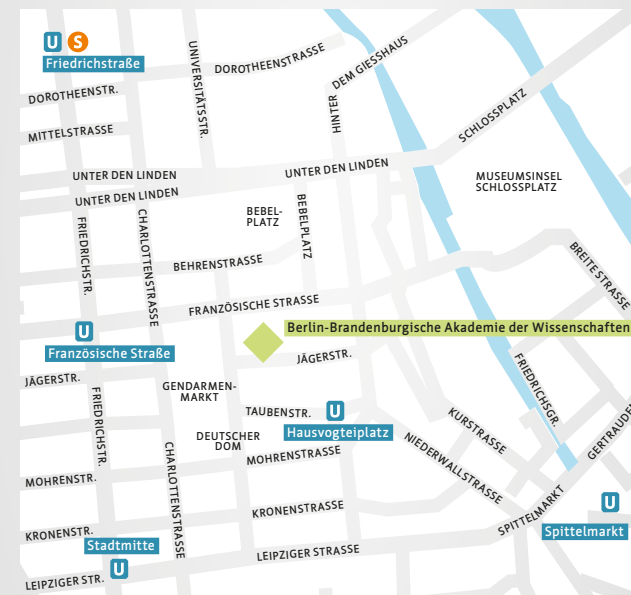 U S
Friedrichstraße
DOROTHEENSTR.
MITTELSTRASSE
UNIVERSITÄTSSTR.
DOROTHEENSTRASSE
HINTER
DEM GIESSHAUS
SCHLOSSPLATZ
UNTER DEN LINDEN
UNTER DEN LINDEN
UNTER DEN LINDEN
MUSEUMSINSEL
SCHLOSSPLATZ
FRIEDRICHSTR.
CHARLOTTENSTRASSE
BEBEL-
PLATZ
BEBELPLATZ
BEHRENSTRASSE
BREITE STRASSE
FRANZÖSISCHE STRASSE
U
Französische Straße
Berlin-Brandenburgische Akademie der Wissenschaften
JÄGERSTR.
JÄGERSTR.
FRIEDRICHSGR.
FRIEDRICHSTR.
GENDARMEN-
MARKT
TAUBENSTR.
U
Hausvogteiplatz
KURSTRASSE
GERTRAUDEN
DEUTSCHER
DOM
MOHRENSTRASSE
NIEDERWALLSTRASSE
CHARLOTTENSTRASSE
MOHRENSTR.
KRONENSTRASSE
SPITTELMARKT
U
Spittelmarkt
KRONENSTR.
Stadtmitte
U
LEIPZIGER STRASSE
LEIPZIGER STR.